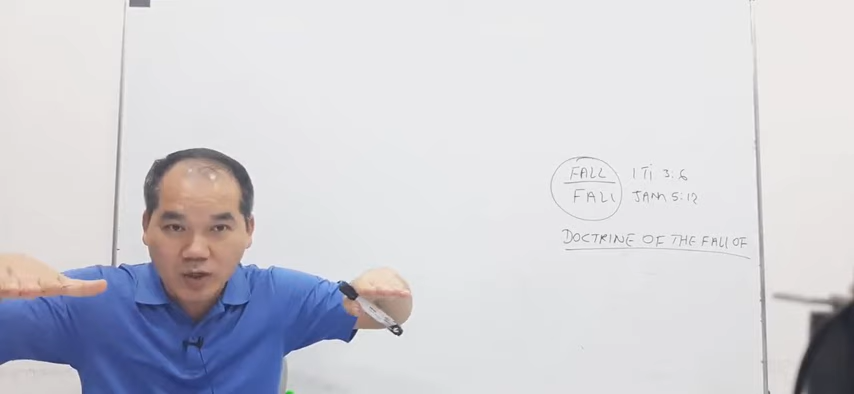 FALL 1 Ti 3:6
FALL JAM 5:12
DOCTRINE OF THE FALL OF